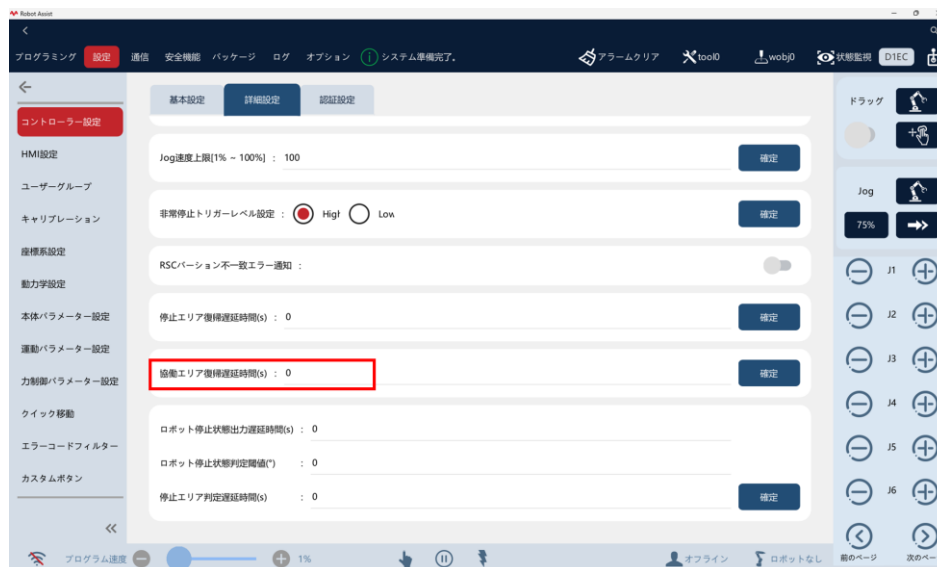 Robot Assist
プログラミング 設定 通信 安全機能 パッケージ ログ オプション システム準備完了。 アラームクリア tool0 wobj0 状態監視 D1EC
基本設定 詳細設定 認証設定
コントローラー設定
HMI設定
ユーザーグループ
キャリブレーション
座標系設定
動力学設定
本体パラメーター設定
運動パラメーター設定
力制御パラメーター設定
クイック移動
エラーコードフィルター
カスタムボタン
Jog速度上限[1% ~ 100%] : 100 確定
非常停止トリガーレベル設定 : High Low 確定
RSCバーション不一致エラー通知 :
停止エリア復帰遅延時間(s) : 0 確定
協働エリア復帰遅延時間(s) : 0 確定
ロボット停止状態出力遅延時間(s) : 0
ロボット停止状態判定閾値(°) : 0
停止エリア判定遅延時間(s) : 0 確定
ドラッグ
Jog
75%
J1
J2
J3
J4
J5
J6
前のページ 次のペー
プログラム速度 1% オフライン ロボットなし